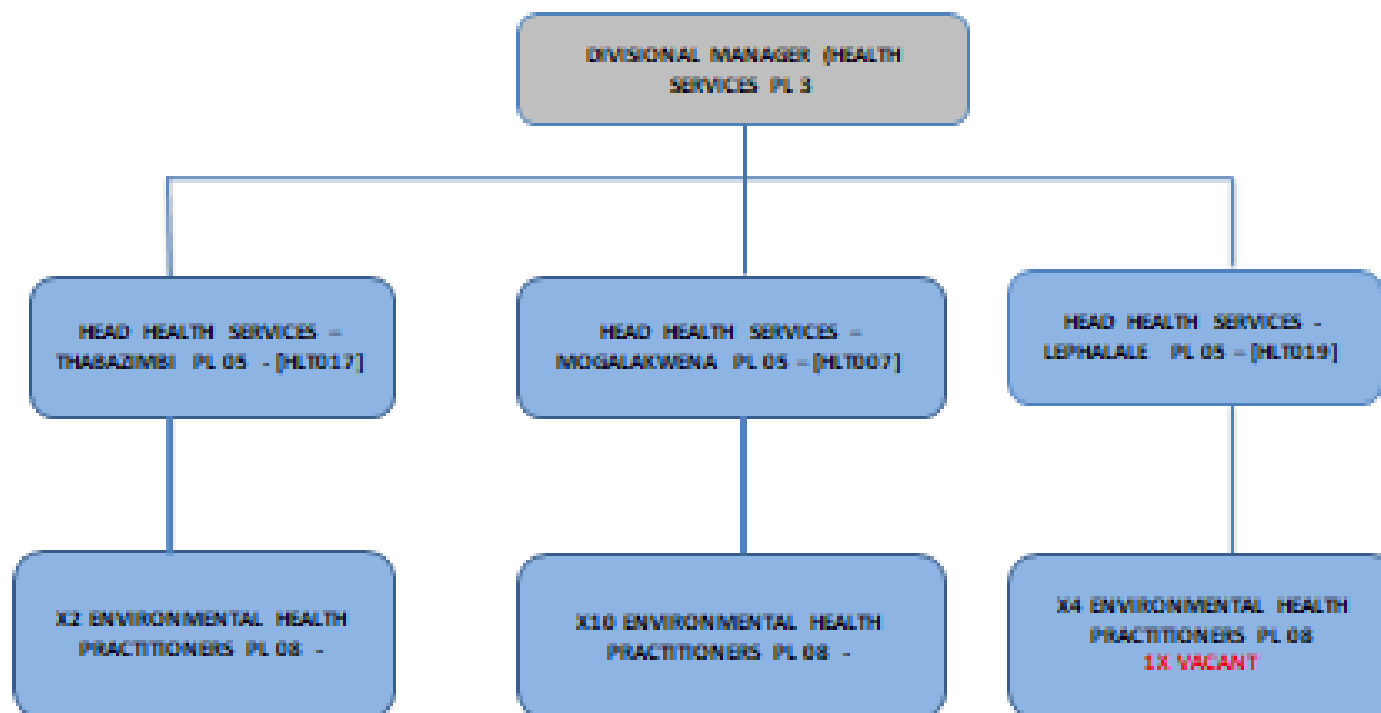 DIVISIONAL MANAGER (HEALTH
SERVICES PL 3
HEAD HEALTH SERVICES –
THABAZIMBI PL 05 - [HLT017]
HEAD HEALTH SERVICES –
MOGALAKWENA PL 05 – [HLT007]
HEAD HEALTH SERVICES -
LEPHALALE PL 05 – [HLT019]
X2 ENVIRONMENTAL HEALTH
PRACTITIONERS PL 08 -
X10 ENVIRONMENTAL HEALTH
PRACTITIONERS PL 08 -
X4 ENVIRONMENTAL HEALTH
PRACTITIONERS PL 08
1X VACANT